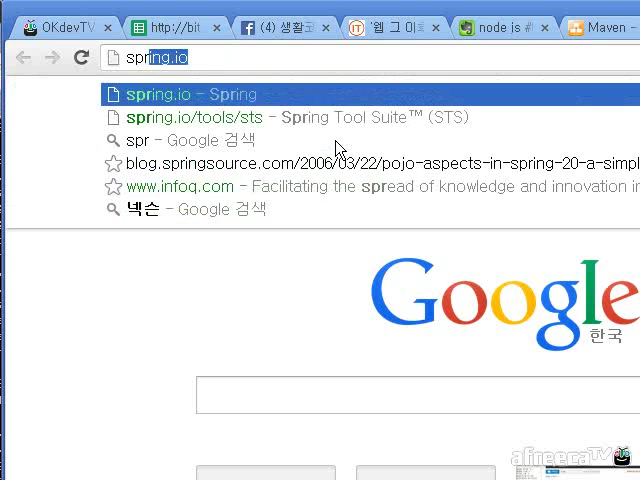 OKdevTV
http://bit
(4) 생활코
'웹 그 이
node js #
Maven -
spring.io
spring.io - Spring
spring.io/tools/sts - Spring Tool Suite™ (STS)
spr - Google 검색
blog.springsource.com/2006/03/22/pojo-aspects-in-spring-20-a-simpl
www.infoq.com - Facilitating the spread of knowledge and innovation in
넥슨 - Google 검색
Google
한국
afreecaTV